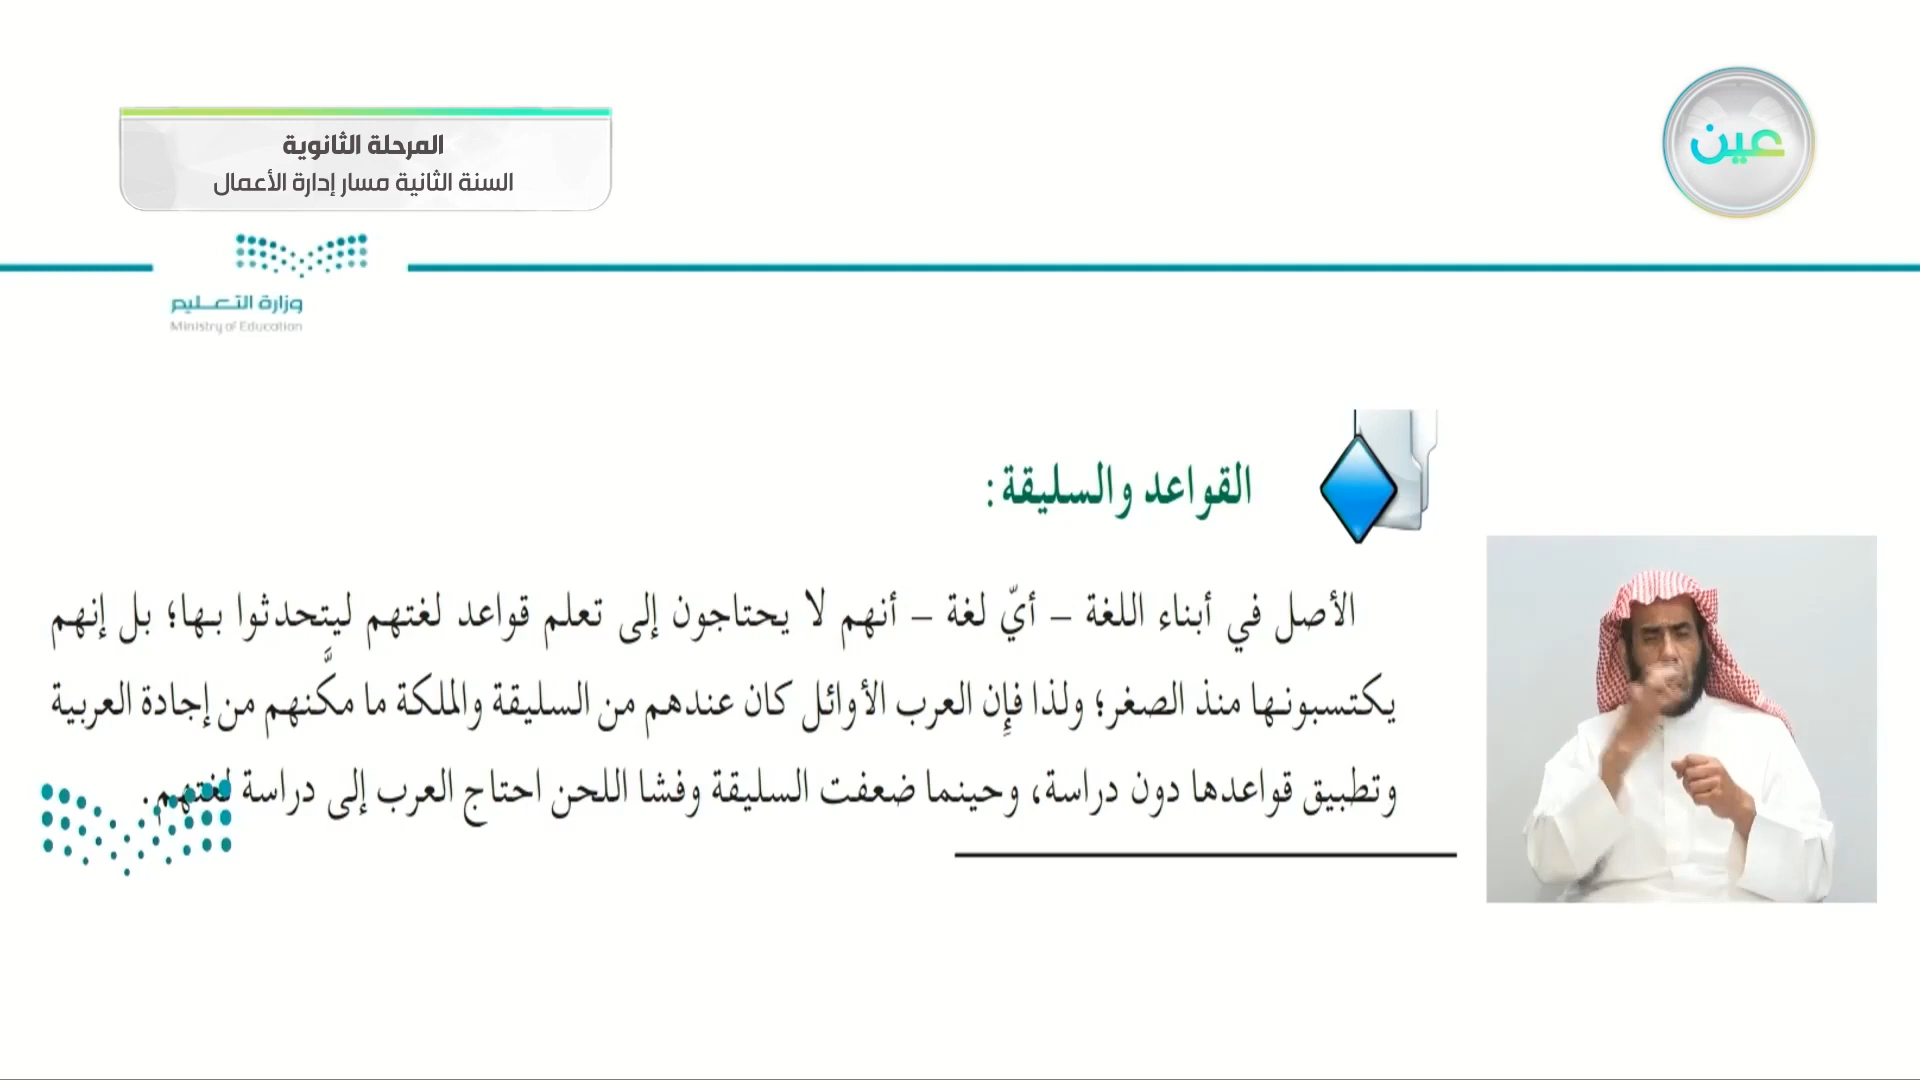 المرحلة الثانوية
السنة الثانية مسار إدارة الأعمال
عين
وزارة التعليم
Ministry of Education
القواعد والسليقة :
الأصل في أبناء اللغة – أيّ لغة – أنهم لا يحتاجون إلى تعلم قواعد لغتهم ليتحدثوا بها؛ بل إنهم
يكتسبونها منذ الصغر؛ ولذا فإن العرب الأوائل كان عندهم من السليقة والملكة ما مكَّنهم من إجادة العربية
وتطبيق قواعدها دون دراسة، وحينما ضعفت السليقة وفشا اللحن احتاج العرب إلى دراسة لغتهم.